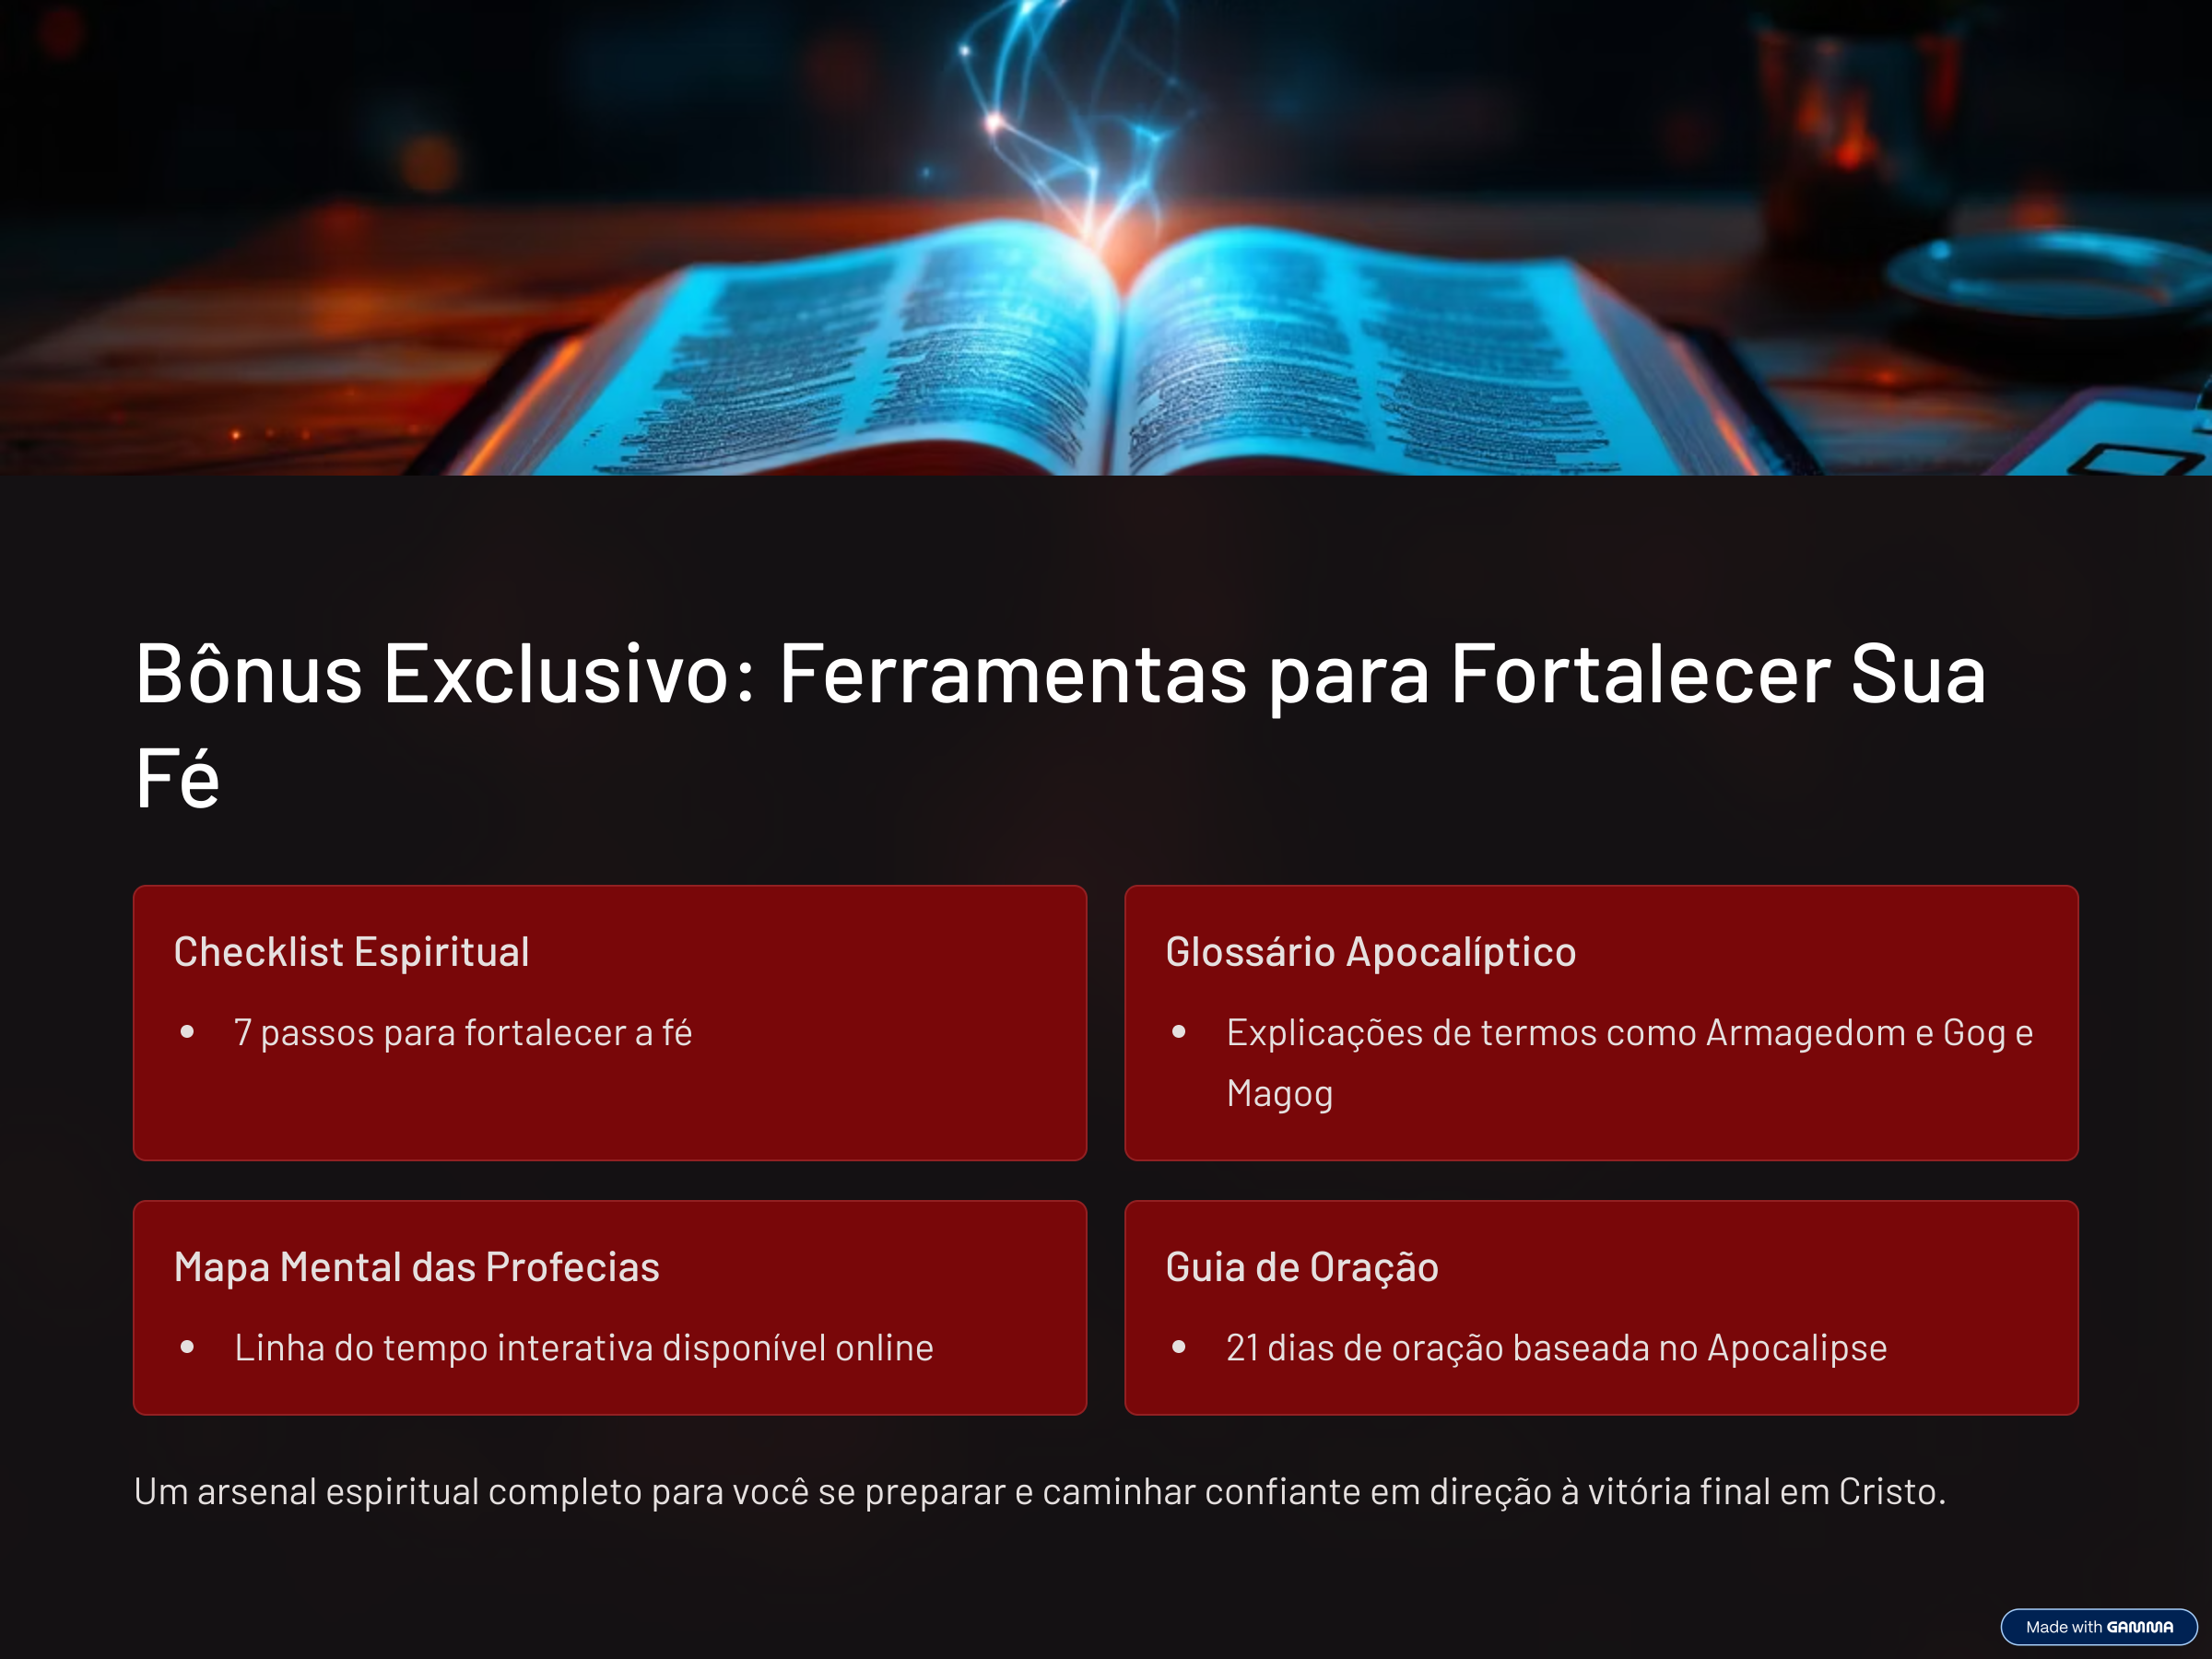 Bônus Exclusivo: Ferramentas para Fortalecer Sua
Fé
Checklist Espiritual
• 7 passos para fortalecer a fé
Glossário Apocalíptico
• Explicações de termos como Armagedom e Gog e
Magog
Mapa Mental das Profecias
• Linha do tempo interativa disponível online
Guia de Oração
• 21 dias de oração baseada no Apocalipse
Um arsenal espiritual completo para você se preparar e caminhar confiante em direção à vitória final em Cristo.
Made with GAMMA